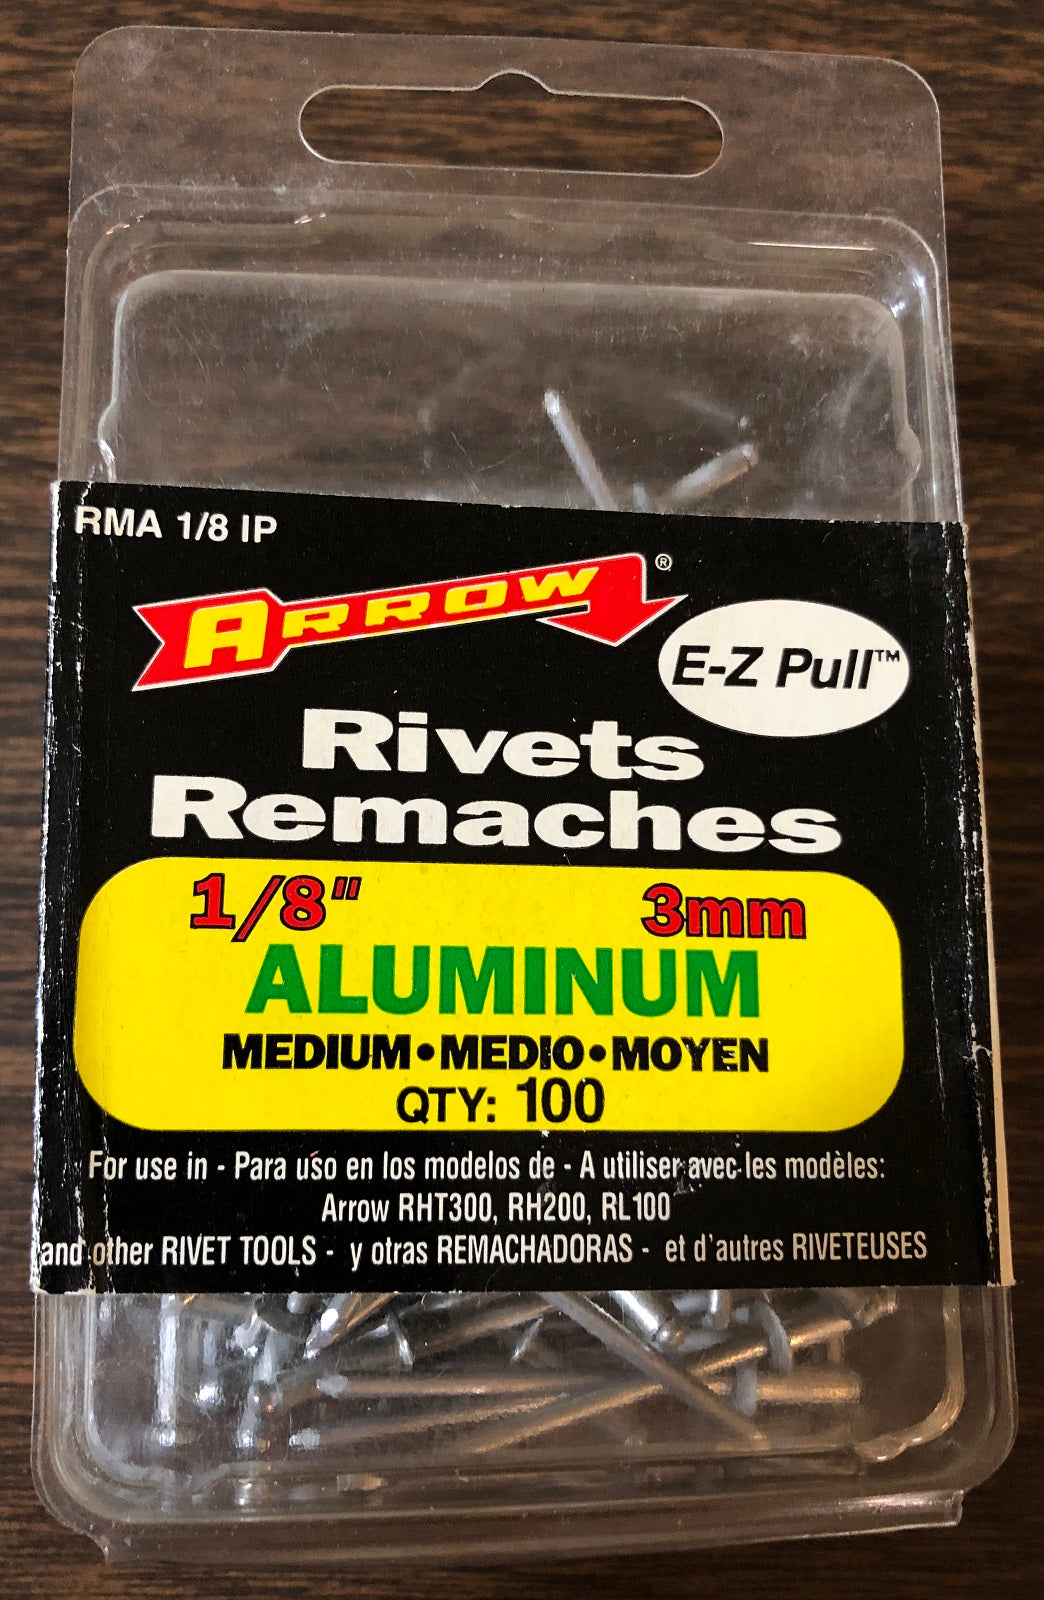 RMA 1/8 IP
ARROW®
E-Z Pull™
Rivets
Remaches
1/8" 3mm
ALUMINUM
MEDIUM•MEDIO•MOYEN
QTY: 100
For use in - Para uso en los modelos de - A utiliser avec les modèles:
Arrow RHT300, RH200, RL100
and other RIVET TOOLS - y otras REMACHADORAS - et d'autres RIVETEUSES